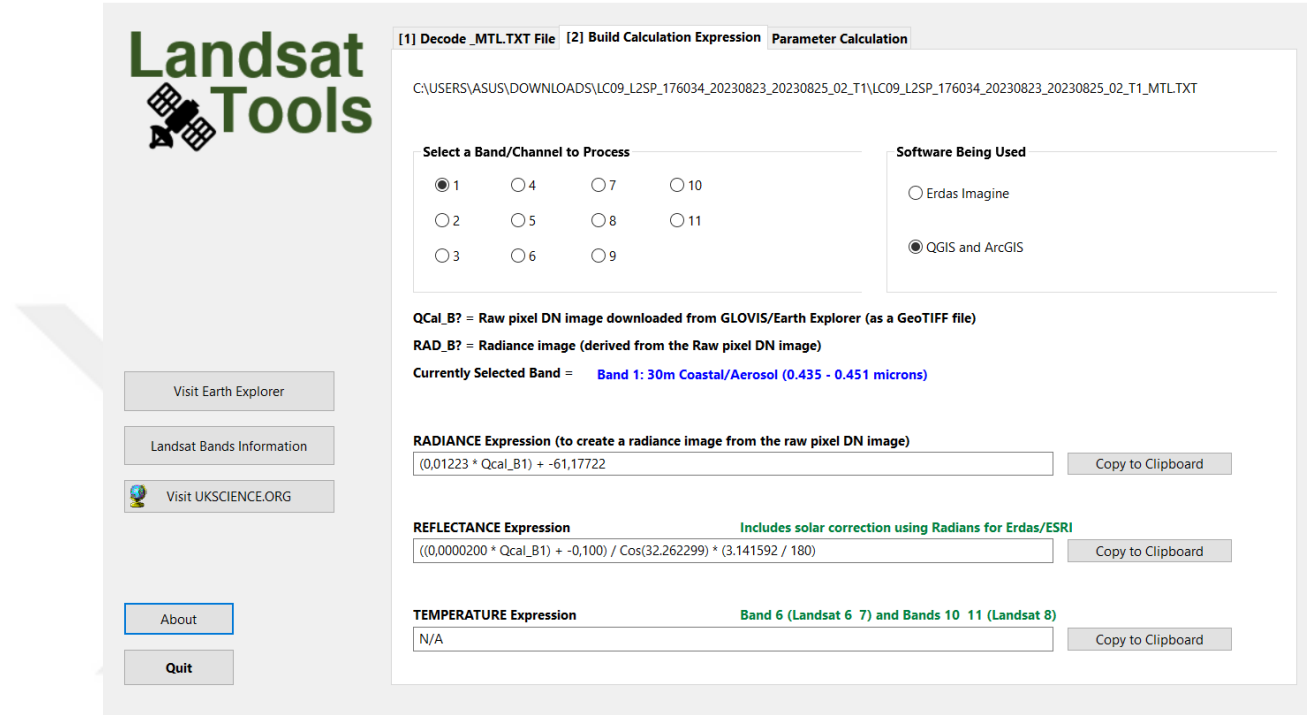 Landsat
Tools
[1] Decode _MTL.TXT File [2] Build Calculation Expression Parameter Calculation
C:\USERS\ASUS\DOWNLOADS\LC09_L2SP_176034_20230823_20230825_02_T1\LC09_L2SP_176034_20230823_20230825_02_T1_MTL.TXT
Select a Band/Channel to Process
Software Being Used
1 4 7 10
Erdas Imagine
2 5 8 11
3 6 9
QGIS and ArcGIS
QCal_B? = Raw pixel DN image downloaded from GLOVIS/Earth Explorer (as a GeoTIFF file)
RAD_B? = Radiance image (derived from the Raw pixel DN image)
Currently Selected Band = Band 1: 30m Coastal/Aerosol (0.435 - 0.451 microns)
Visit Earth Explorer
Landsat Bands Information
Visit UKSCIENCE.ORG
RADIANCE Expression (to create a radiance image from the raw pixel DN image)
(0,01223 * Qcal_B1) + -61,17722 Copy to Clipboard
REFLECTANCE Expression Includes solar correction using Radians for Erdas/ESRI
((0,0000200 * Qcal_B1) + -0,100) / Cos(32.262299) * (3.141592 / 180) Copy to Clipboard
TEMPERATURE Expression Band 6 (Landsat 6 7) and Bands 10 11 (Landsat 8)
N/A Copy to Clipboard
About
Quit